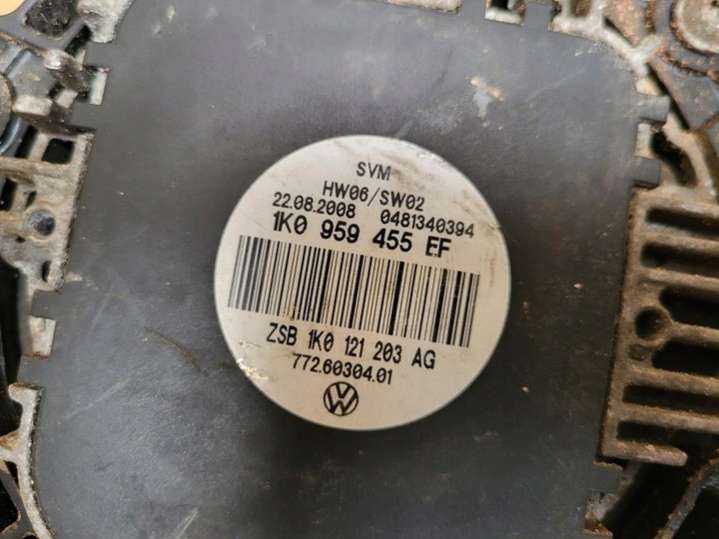 SVM
HW06/SW02
22.08.2008 0481340394
1K0 959 455 EF
ZSB 1K0 121 203 AG
772.60304.01
VW